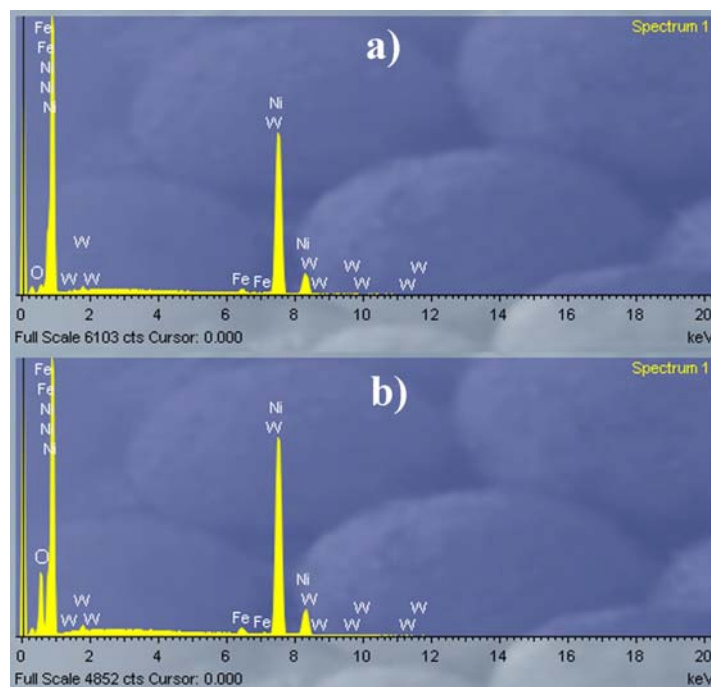 Fe
Spectrum 1
Fe
a)
Ni
Ni
Ni
Ni
W
W
Ni
O
W
W
W
W
W
W
W
W
Fe
Fe
W
0 2 4 6 8 10 12 14 16 18 20
Full Scale 6103 cts Cursor: 0.000
keV
Fe
Spectrum 1
Fe
b)
Ni
Ni
Ni
Ni
W
O
Ni
W
W
W
W
W
W
W
W
Fe
Fe
W
0 2 4 6 8 10 12 14 16 18 20
Full Scale 4852 cts Cursor: 0.000
keV